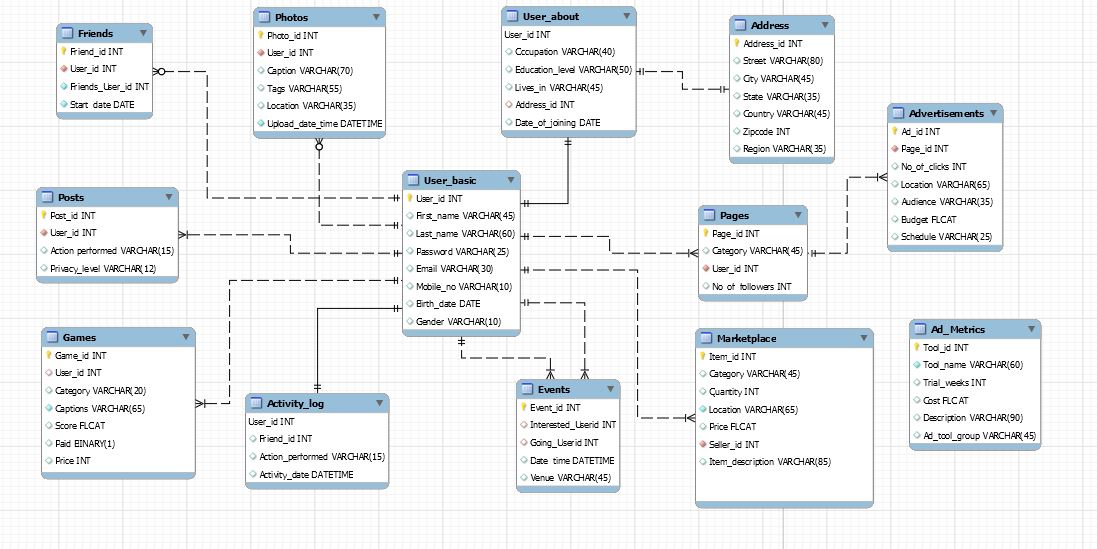 Friends
Friend_id INT
User_id INT
Friends_User_id INT
Start_date DATE
Photos
Photo_id INT
User_id INT
Caption VARCHAR(70)
Tags VARCHAR(55)
Location VARCHAR(35)
Upload_date_time DATETIME
User_about
User_id INT
Occupation VARCHAR(40)
Education_level VARCHAR(50)
Lives_in VARCHAR(45)
Address_id INT
Date_of_joining DATE
Address
Address_id INT
Street VARCHAR(80)
City VARCHAR(45)
State VARCHAR(35)
Country VARCHAR(45)
Zipcode INT
Region VARCHAR(35)
Advertisements
Ad_id INT
Page_id INT
No_of_clicks INT
Location VARCHAR(65)
Audience VARCHAR(35)
Budget FLOAT
Schedule VARCHAR(25)
Posts
Post_id INT
User_id INT
Action performed VARCHAR(15)
Privacy_level VARCHAR(12)
User_basic
User_id INT
First_name VARCHAR(45)
Last_name VARCHAR(60)
Password VARCHAR(25)
Email VARCHAR(30)
Mobile_no VARCHAR(10)
Birth_date DATE
Gender VARCHAR(10)
Pages
Page_id INT
Category VARCHAR(45)
User_id INT
No_of_followers INT
Games
Game_id INT
User_id INT
Category VARCHAR(20)
Captions VARCHAR(65)
Score FLOAT
Paid BINARY(1)
Price INT
Activity_log
User_id INT
Friend_id INT
Action_performed VARCHAR(15)
Activity_date DATETIME
Events
Event_id INT
Interested_Userid INT
Going_Userid INT
Date_time DATETIME
Venue VARCHAR(45)
Marketplace
Item_id INT
Category VARCHAR(45)
Quantity INT
Location VARCHAR(65)
Price FLOAT
Seller_id INT
Item_description VARCHAR(85)
Ad_Metrics
Tool_id INT
Tool_name VARCHAR(60)
Trial_weeks INT
Cost FLOAT
Description VARCHAR(90)
Ad_tool_group VARCHAR(45)